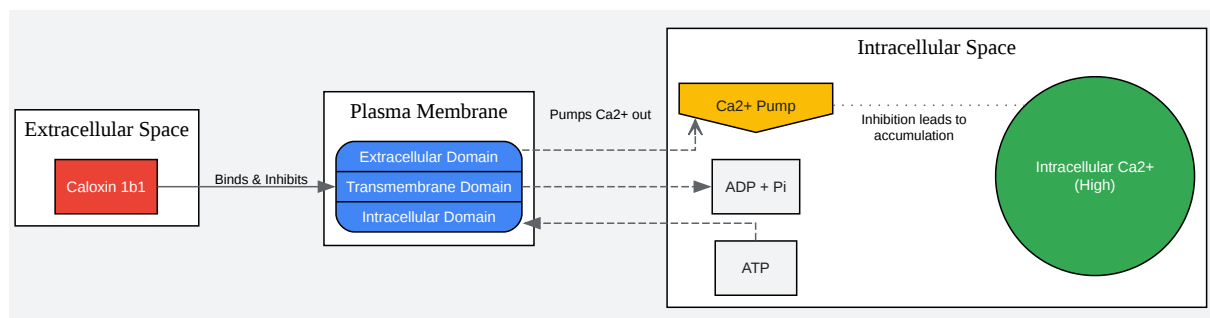 Extracellular Space
Caloxin 1b1
Binds & Inhibits
Plasma Membrane
Extracellular Domain
Transmembrane Domain
Intracellular Domain
Pumps Ca2+ out
Intracellular Space
Ca2+ Pump
ADP + Pi
ATP
Inhibition leads to
accumulation
Intracellular Ca2+
(High)